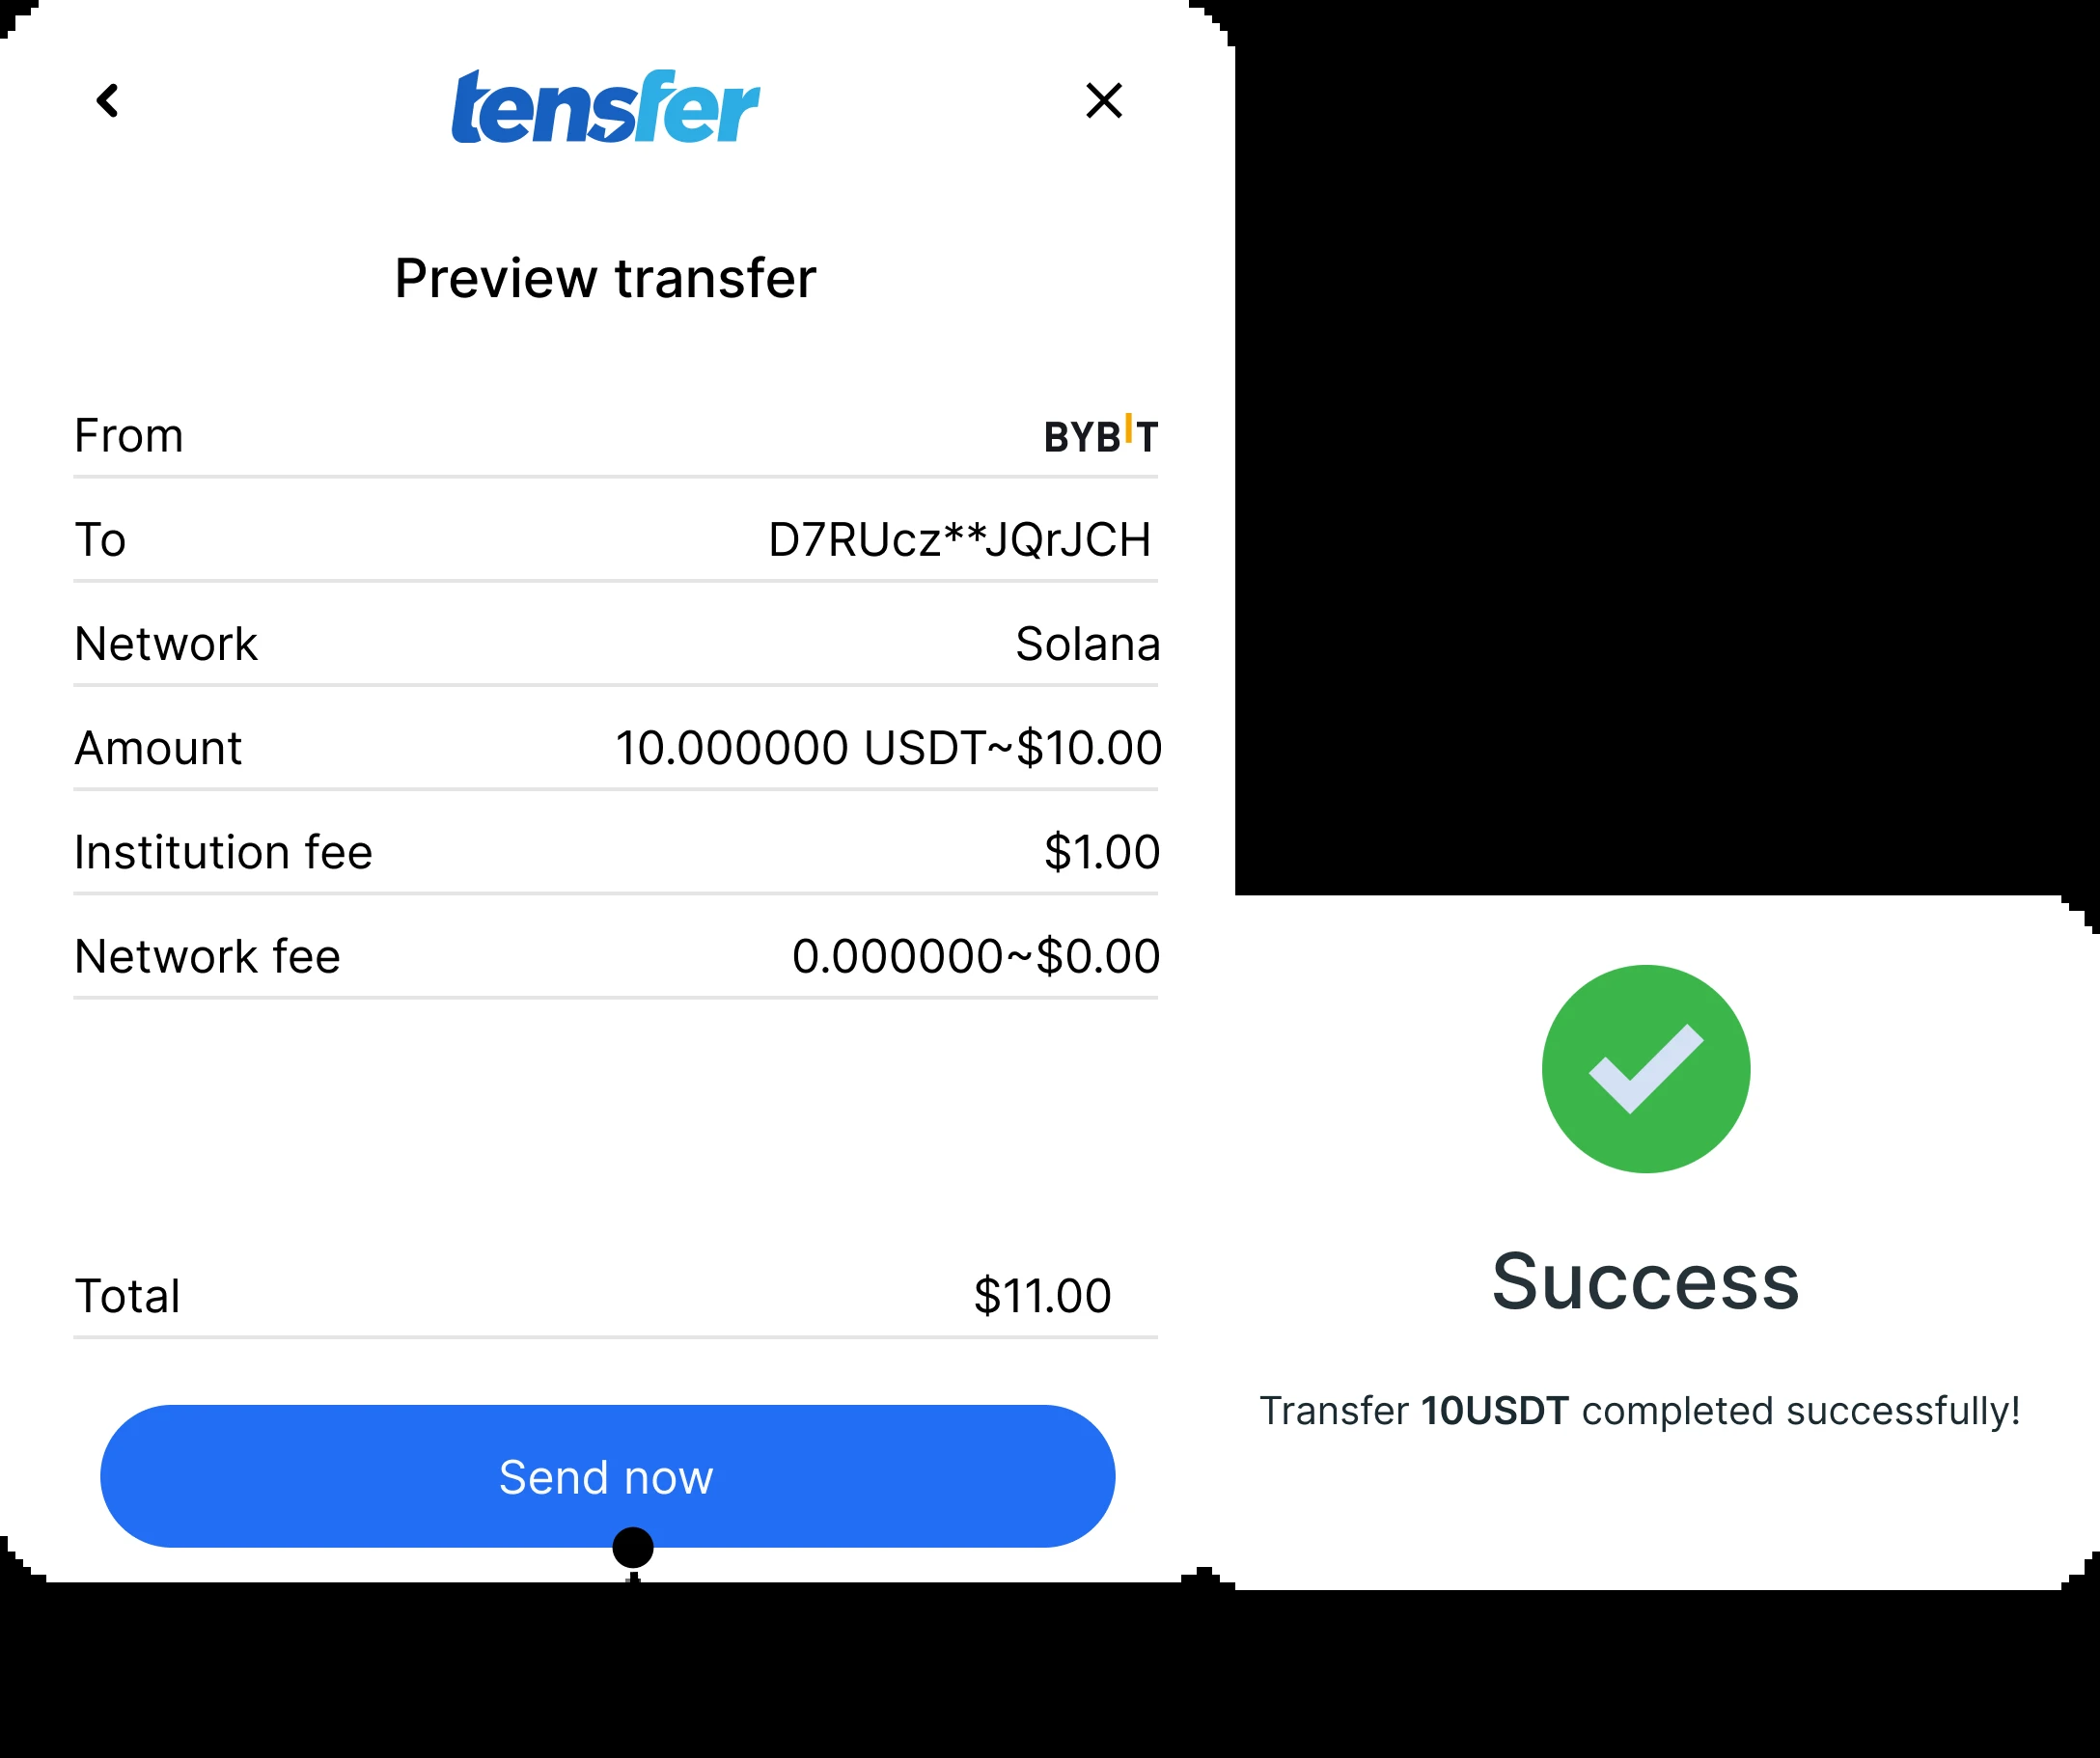 tensfer
Preview transfer
From BYBIT
To D7RUcz**JQrJCH
Network Solana
Amount 10.000000 USDT~$10.00
Institution fee $1.00
Network fee 0.000000~$0.00
Total $11.00
Send now
Success
Transfer 10USDT completed successfully!